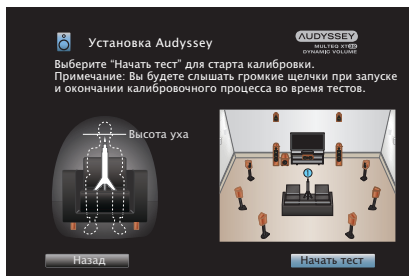 Установка Audyssey
AUDYSSEY
MULTEQ XT32
DYNAMIC VOLUME
Выберите “Начать тест” для старта калибровки.
Примечание: Вы будете слышать громкие щелчки при запуске
и окончании калибровочного процесса во время тестов.
Высота уха
Назад
Начать тест